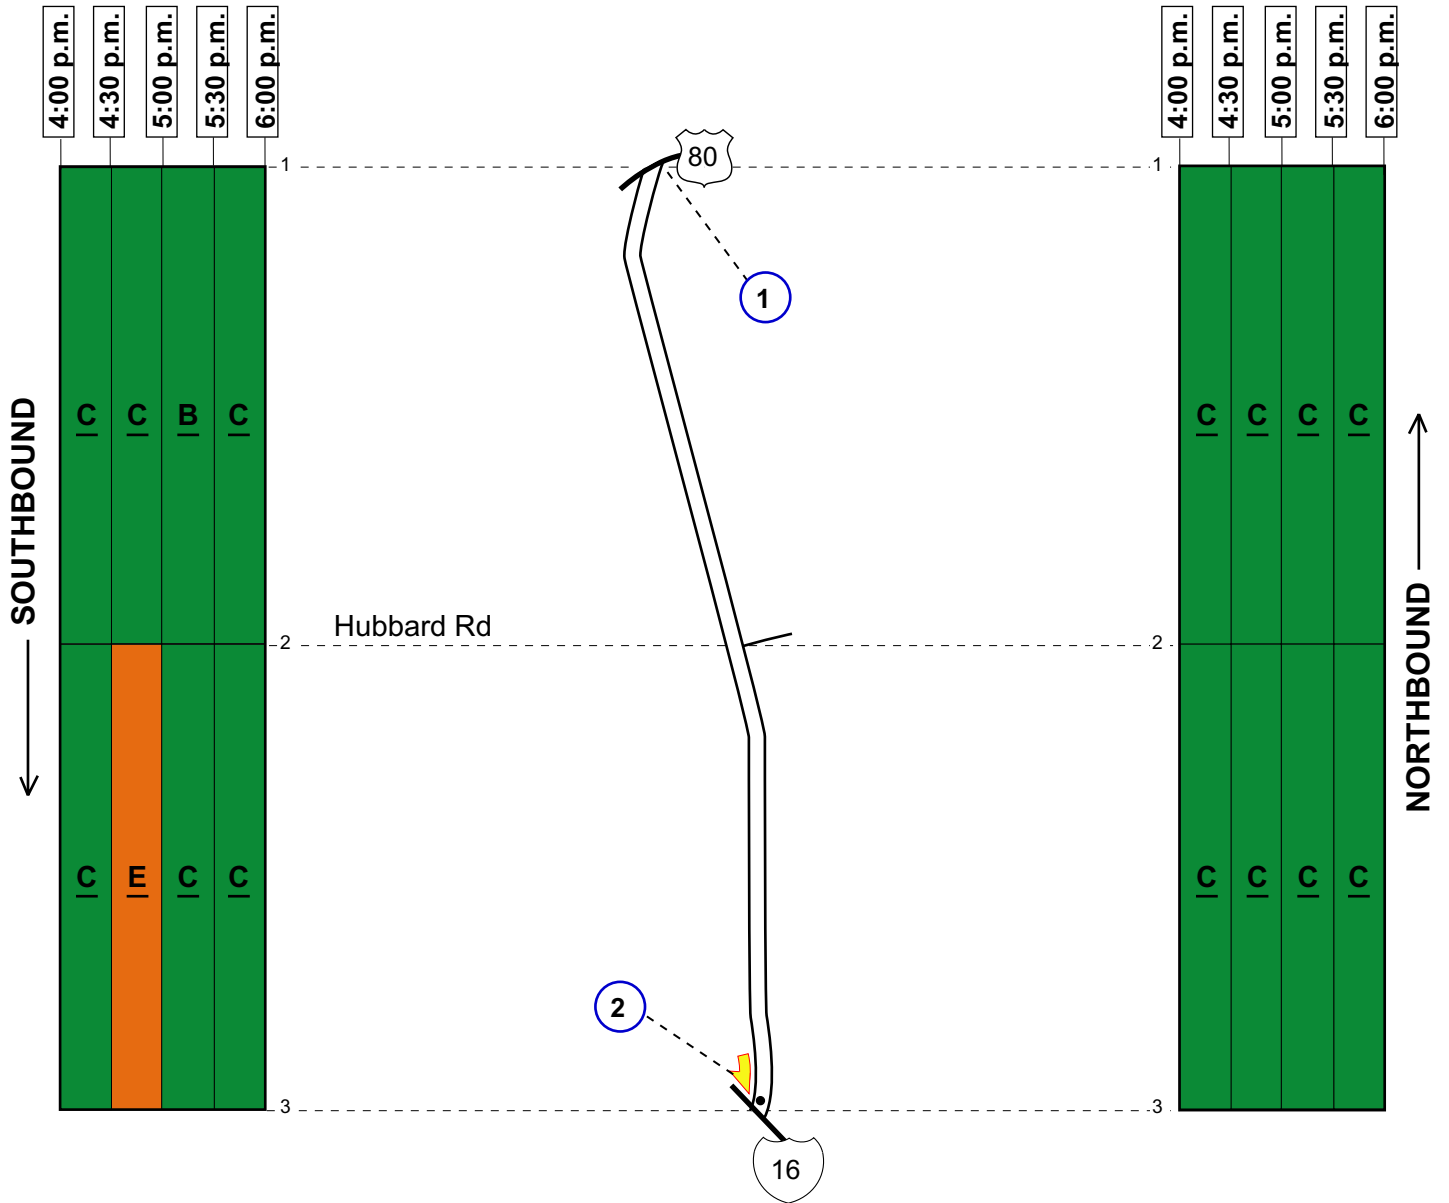 4:00 p.m.
4:30 p.m.
5:00 p.m.
5:30 p.m.
6:00 p.m.
4:00 p.m.
4:30 p.m.
5:00 p.m.
5:30 p.m.
6:00 p.m.
1
80
1
1
SOUTHBOUND
C C B C
C C C C
NORTHBOUND
Hubbard Rd
2
2
C E C C
C C C C
2
3
3
16